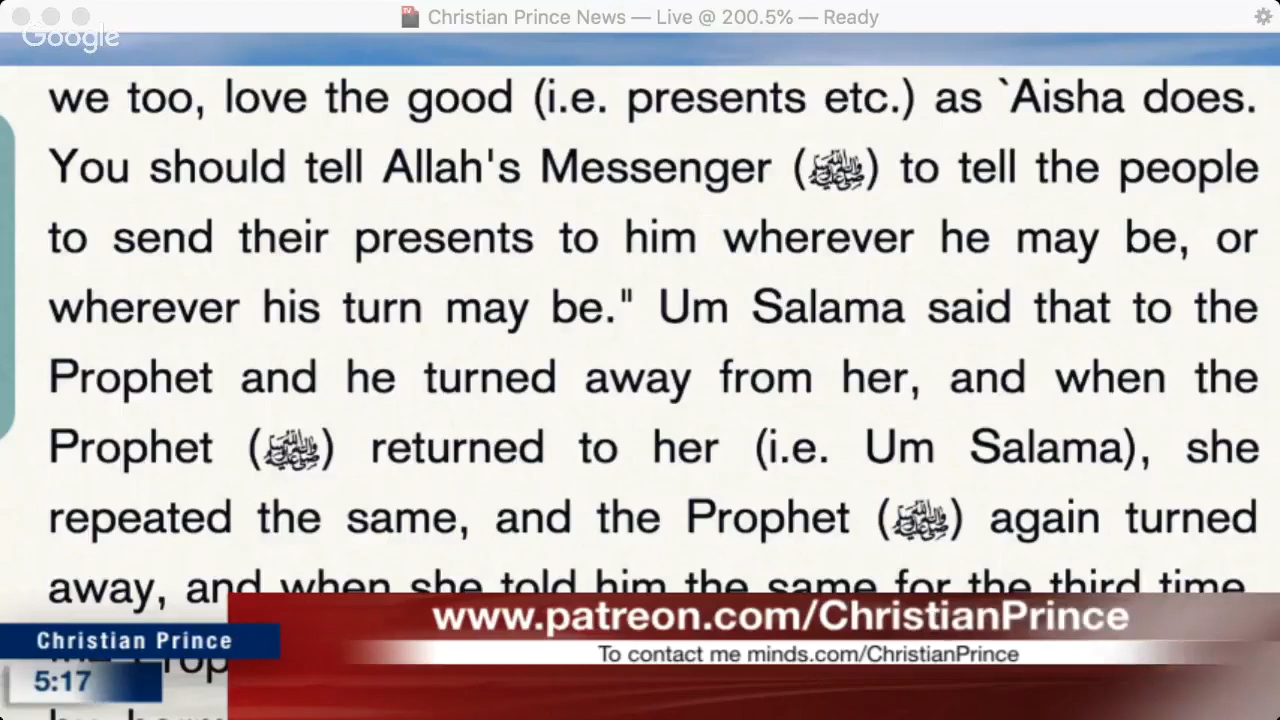 Christian Prince News — Live @ 200.5% — Ready
Google
we too, love the good (i.e. presents etc.) as `Aisha does.
You should tell Allah's Messenger (ﷺ) to tell the people
to send their presents to him wherever he may be, or
wherever his turn may be." Um Salama said that to the
Prophet and he turned away from her, and when the
Prophet (ﷺ) returned to her (i.e. Um Salama), she
repeated the same, and the Prophet (ﷺ) again turned
away, and when she told him the same for the third time,
www.patreon.com/ChristianPrince
Christian Prince
To contact me minds.com/ChristianPrince
5:17